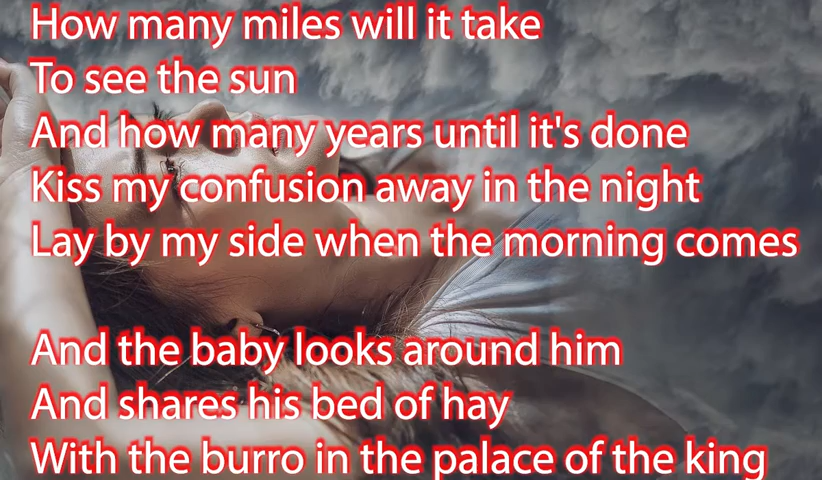 How many miles will it take
To see the sun
And how many years until it's done
Kiss my confusion away in the night
Lay by my side when the morning comes
And the baby looks around him
And shares his bed of hay
With the burro in the palace of the king